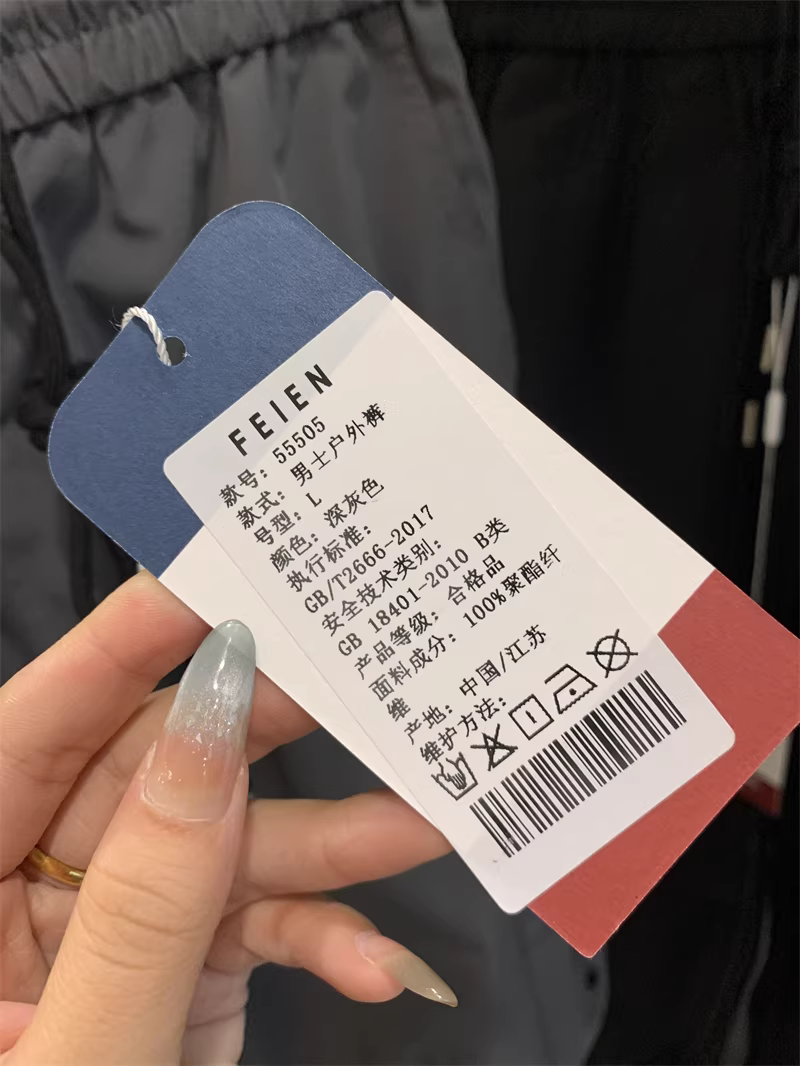 FEIEN
款号: 55505
款式: 男士户外裤
号型: L
颜色: 深灰色
执行标准:
GB/T2666-2017
安全技术类别:
GB 18401-2010 B类
产品等级: 合格品
面料成分: 100%聚酯纤
维
产地: 中国/江苏
维护方法: